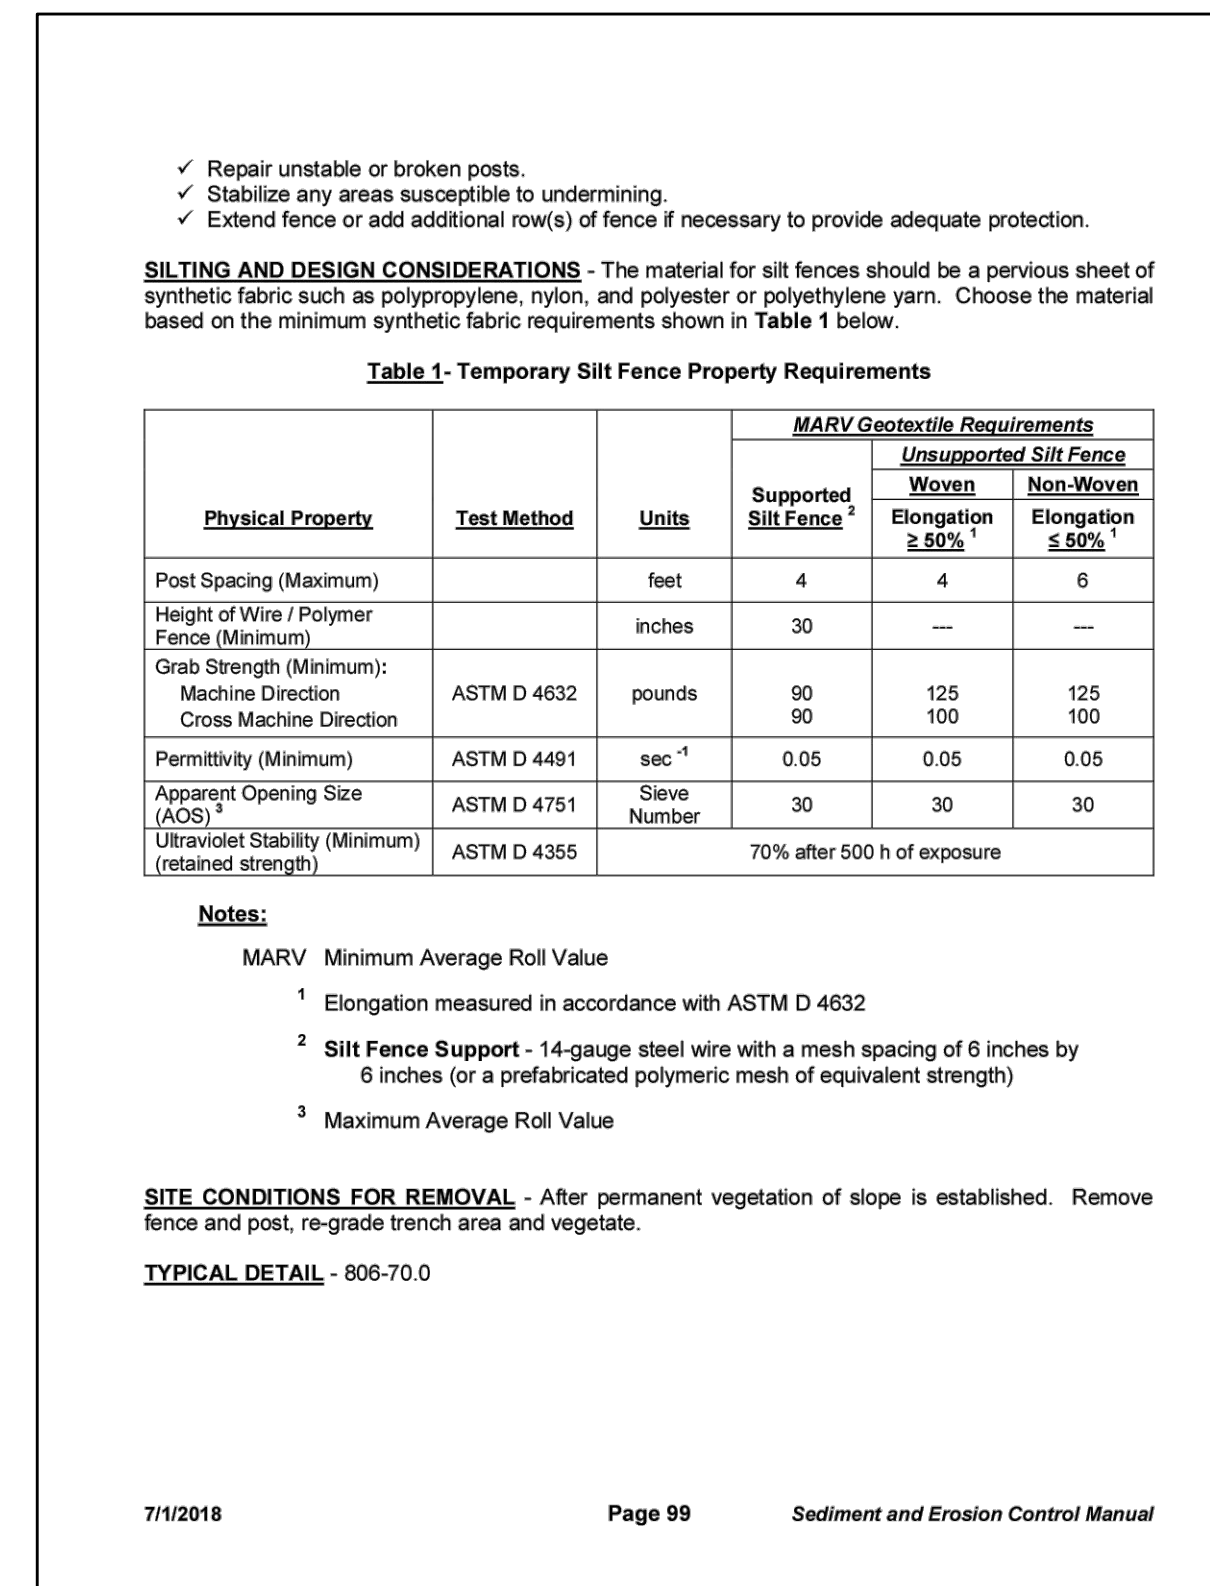 ✓ Repair unstable or broken posts.
✓ Stabilize any areas susceptible to undermining.
✓ Extend fence or add additional row(s) of fence if necessary to provide adequate protection.
SILTING AND DESIGN CONSIDERATIONS - The material for silt fences should be a pervious sheet of
synthetic fabric such as polypropylene, nylon, and polyester or polyethylene yarn. Choose the material
based on the minimum synthetic fabric requirements shown in Table 1 below.
Table 1- Temporary Silt Fence Property Requirements
MARV Geotextile Requirements
Unsupported Silt Fence
Woven Non-Woven
Physical Property Test Method Units Supported
Silt Fence 2 Elongation
≥ 50% 1 Elongation
≤ 50% 1
Post Spacing (Maximum) feet 4 4 6
Height of Wire / Polymer
Fence (Minimum) inches 30 --- ---
Grab Strength (Minimum):
Machine Direction ASTM D 4632 pounds 90 125 125
Cross Machine Direction 90 100 100
Permittivity (Minimum) ASTM D 4491 sec -1 0.05 0.05 0.05
Apparent Opening Size
(AOS) 3 ASTM D 4751 Sieve
Number 30 30 30
Ultraviolet Stability (Minimum)
(retained strength) ASTM D 4355 70% after 500 h of exposure
Notes:
MARV Minimum Average Roll Value
1 Elongation measured in accordance with ASTM D 4632
2 Silt Fence Support - 14-gauge steel wire with a mesh spacing of 6 inches by
6 inches (or a prefabricated polymeric mesh of equivalent strength)
3 Maximum Average Roll Value
SITE CONDITIONS FOR REMOVAL - After permanent vegetation of slope is established. Remove
fence and post, re-grade trench area and vegetate.
TYPICAL DETAIL - 806-70.0
7/1/2018 Page 99 Sediment and Erosion Control Manual